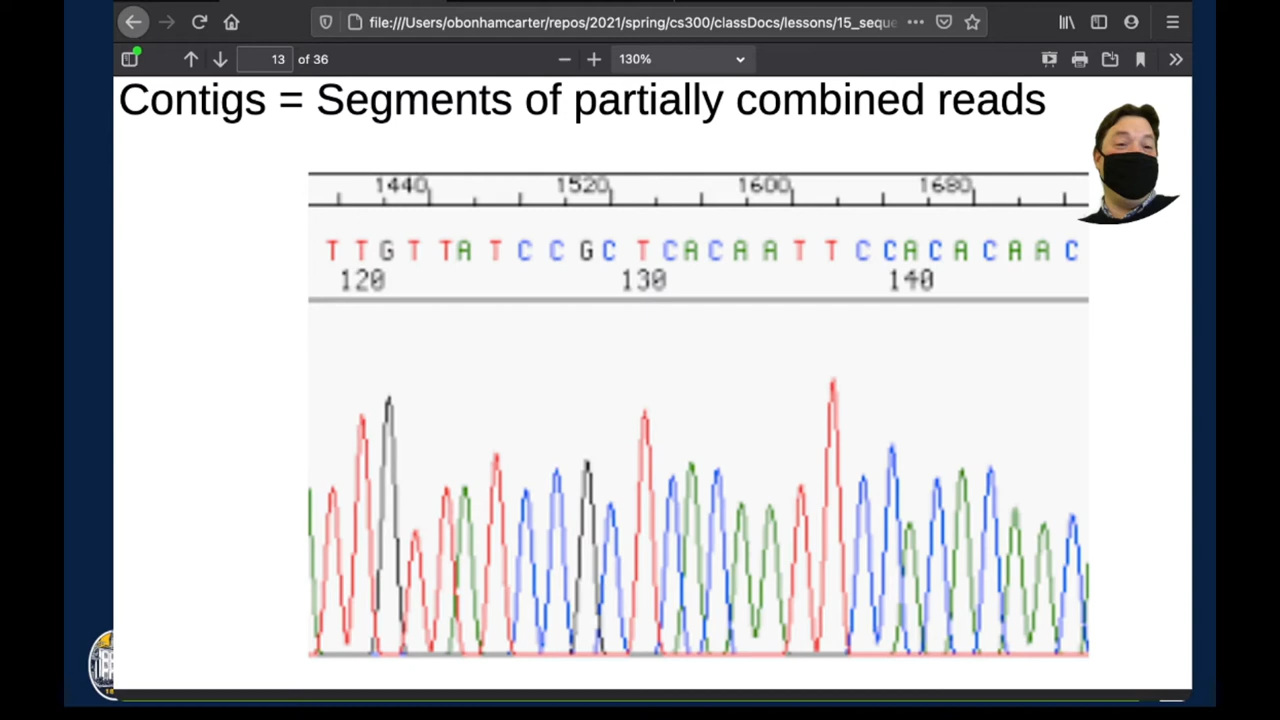 file:///Users/obonhamcarter/repos/2021/spring/cs300/classDocs/lessons/15_seque
13 of 36
130%
Contigs = Segments of partially combined reads
1440 1520 1600 1680
T T G T T A T C C G C T C A C A A T T C C A C A C A A C
120 130 140